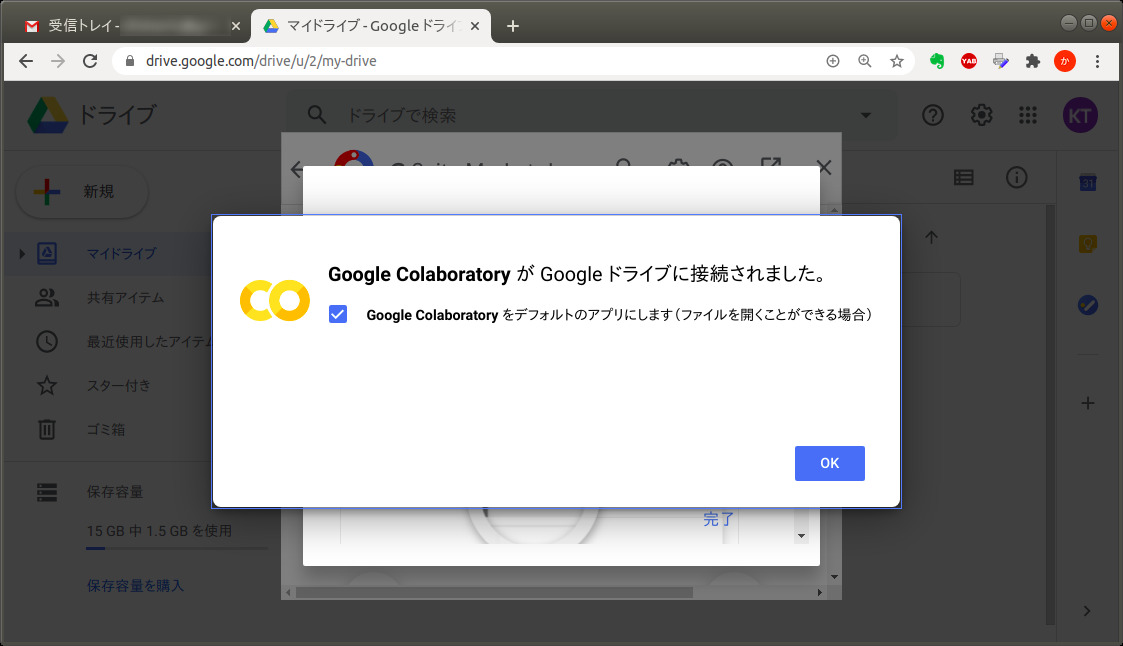 受信トレイ -
マイドライブ - Google ドライ
drive.google.com/drive/u/2/my-drive
YAB
か
ドライブ
ドライブで検索
KT
新規
31
マイドライブ
共有アイテム
最近使用したアイテム
スター付き
ゴミ箱
保存容量
15 GB 中 1.5 GB を使用
保存容量を購入
Google Colaboratory が Google ドライブに接続されました。
Google Colaboratory をデフォルトのアプリにします（ファイルを開くことができる場合）
OK
完了